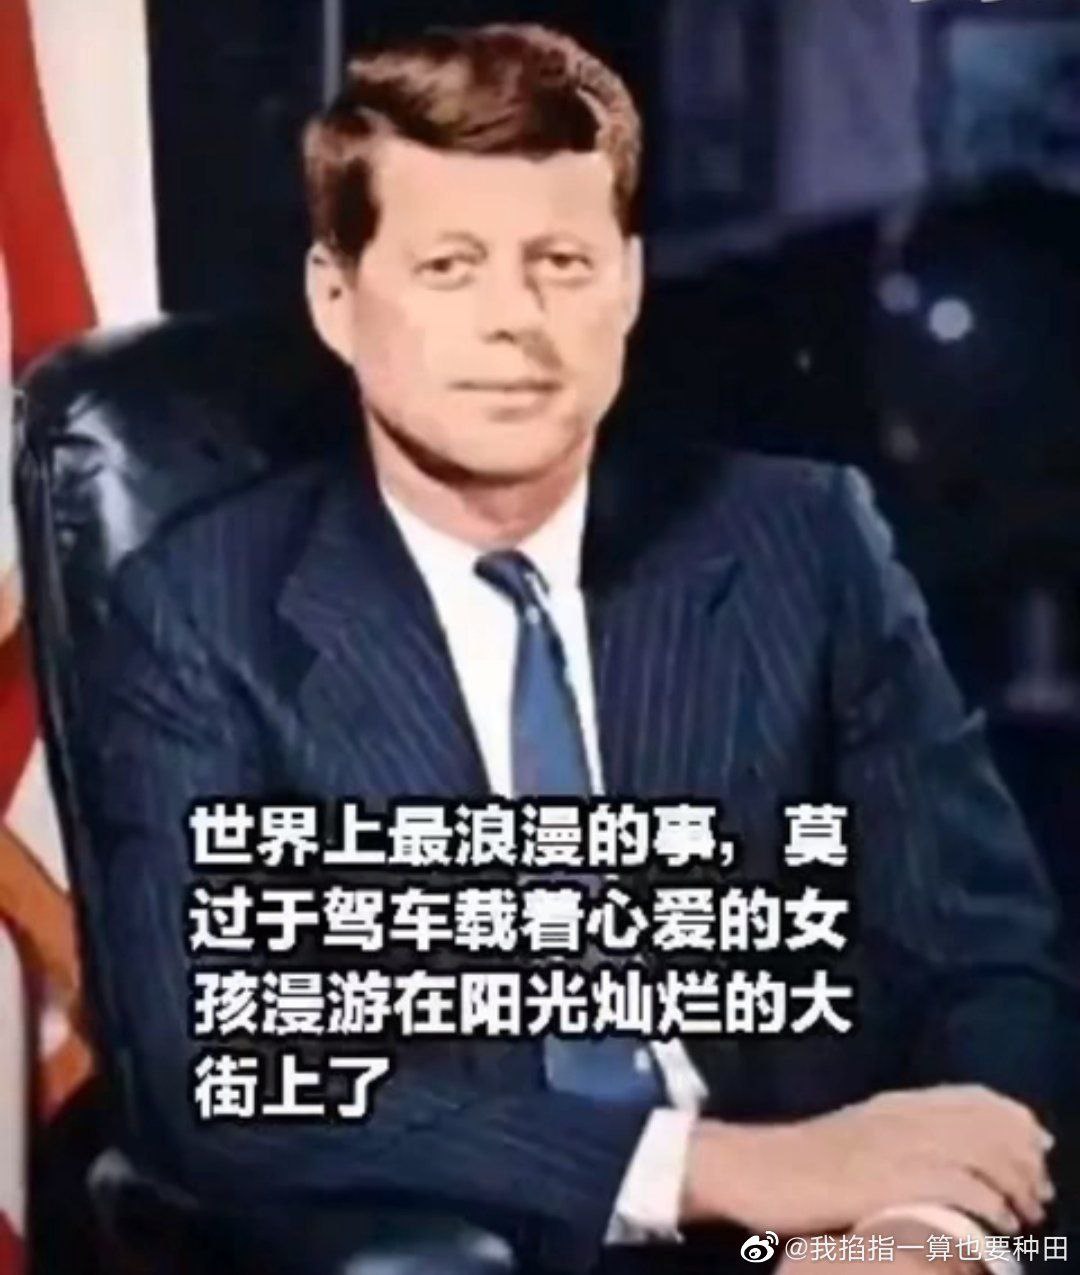 世界上最浪漫的事，莫
过于驾车载着心爱的女
孩漫游在阳光灿烂的大
街上了
@我掐指一算也要种田